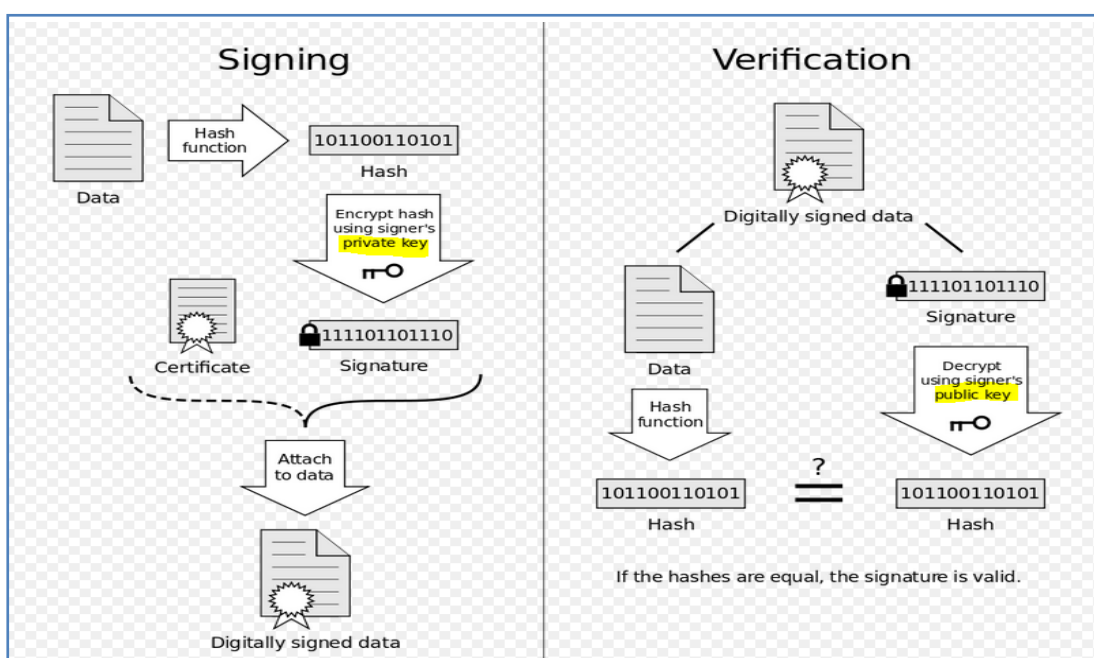 Signing
Hash
function
101100110101
Hash
Data
Encrypt hash
using signer's
private key
111101101110
Signature
Certificate
Attach
to data
Digitally signed data
Verification
Digitally signed data
Data
111101101110
Signature
Hash
function
Decrypt
using signer's
public key
101100110101
Hash
?
=
101100110101
Hash
If the hashes are equal, the signature is valid.